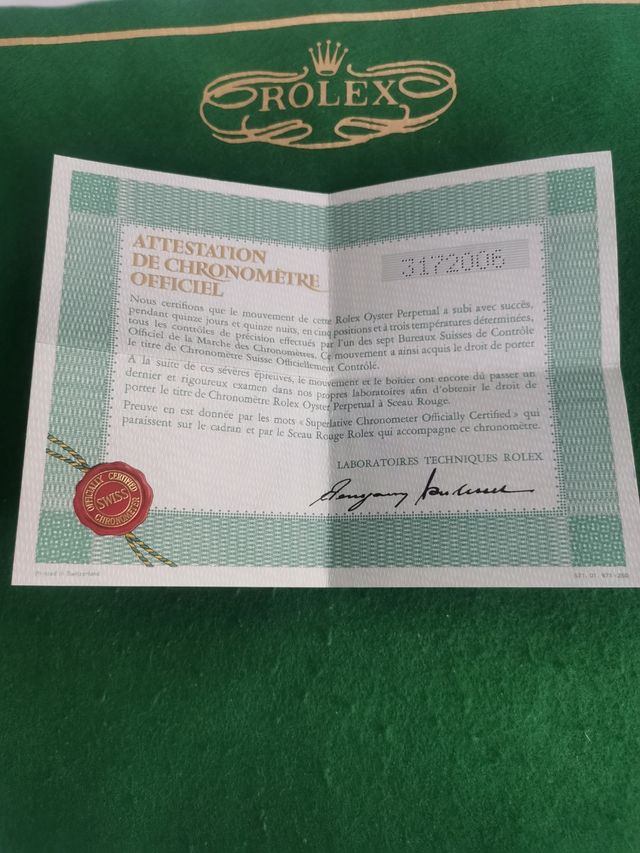 ROLEX
ATTESTATION
DE CHRONOMÈTRE
OFFICIEL
3172006
Nous certifions que le mouvement de cette Rolex Oyster Perpetual a subi avec succès,
pendant quinze jours et quinze nuits, en cinq positions et à trois températures déterminées,
tous les contrôles de précision effectués par l'un des sept Bureaux Suisses de Contrôle
Officiel de la Marche des Chronomètres. Ce mouvement a ainsi acquis le droit de porter
le titre de Chronomètre Suisse Officiellement Contrôlé.
A la suite de ces sévères épreuves, le mouvement et le boîtier ont encore dû passer un
dernier et rigoureux examen dans nos propres laboratoires afin d'obtenir le droit de
porter le titre de Chronomètre Rolex Oyster Perpetual à Sceau Rouge.
Preuve en est donnée par les mots «Superlative Chronometer Officially Certified» qui
paraissent sur le cadran et par le Sceau Rouge Rolex qui accompagne ce chronomètre.
LABORATOIRES TECHNIQUES ROLEX
OFFICIALLY CERTIFIED
SWISS
CHRONOMETER
Printed in Switzerland